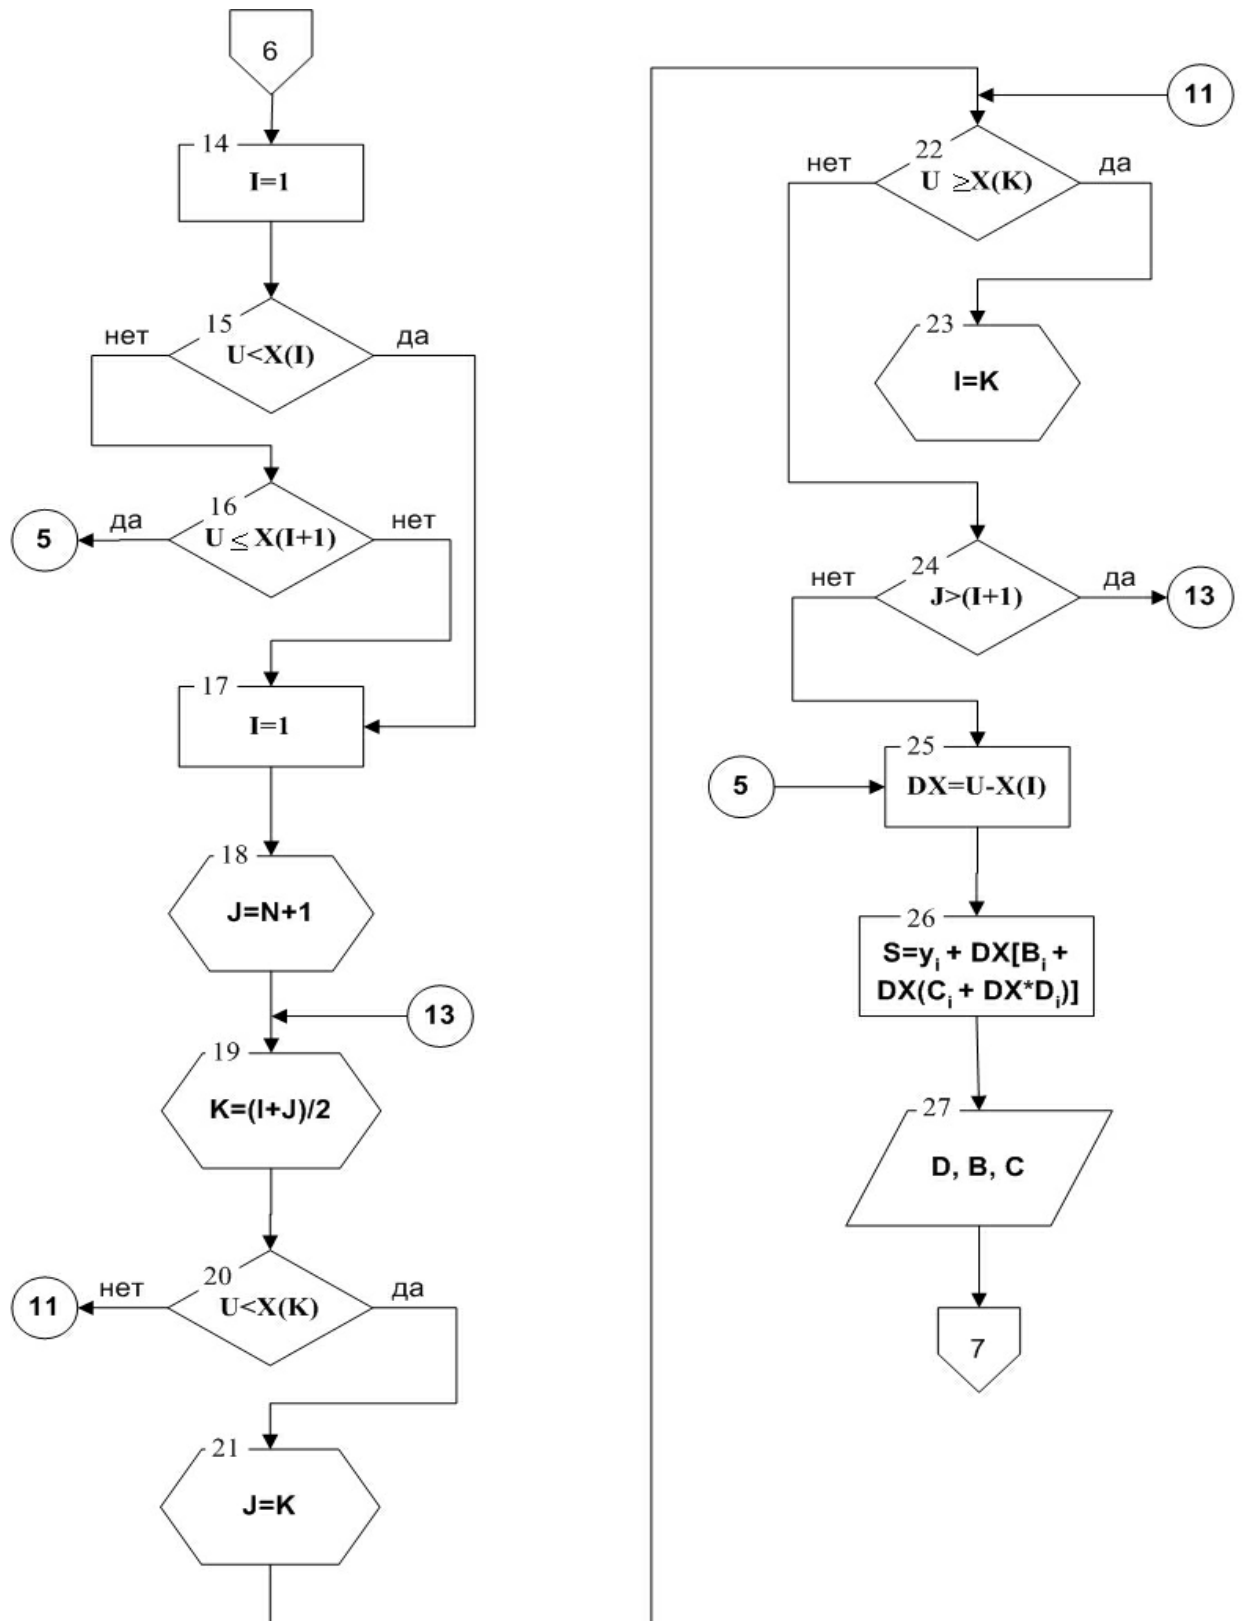 6
14
I=1
15
нет
да
U<X(I)
16
5
да
нет
U ≤ X(I+1)
17
I=1
18
J=N+1
13
19
K=(I+J)/2
20
11
нет
да
U<X(K)
21
J=K
11
22
нет
да
U ≥X(K)
23
I=K
24
нет
да
J>(I+1)
13
25
5
DX=U-X(I)
26
S=yᵢ + DX[Bᵢ +
DX(Cᵢ + DX*Dᵢ)]
27
D, B, C
7